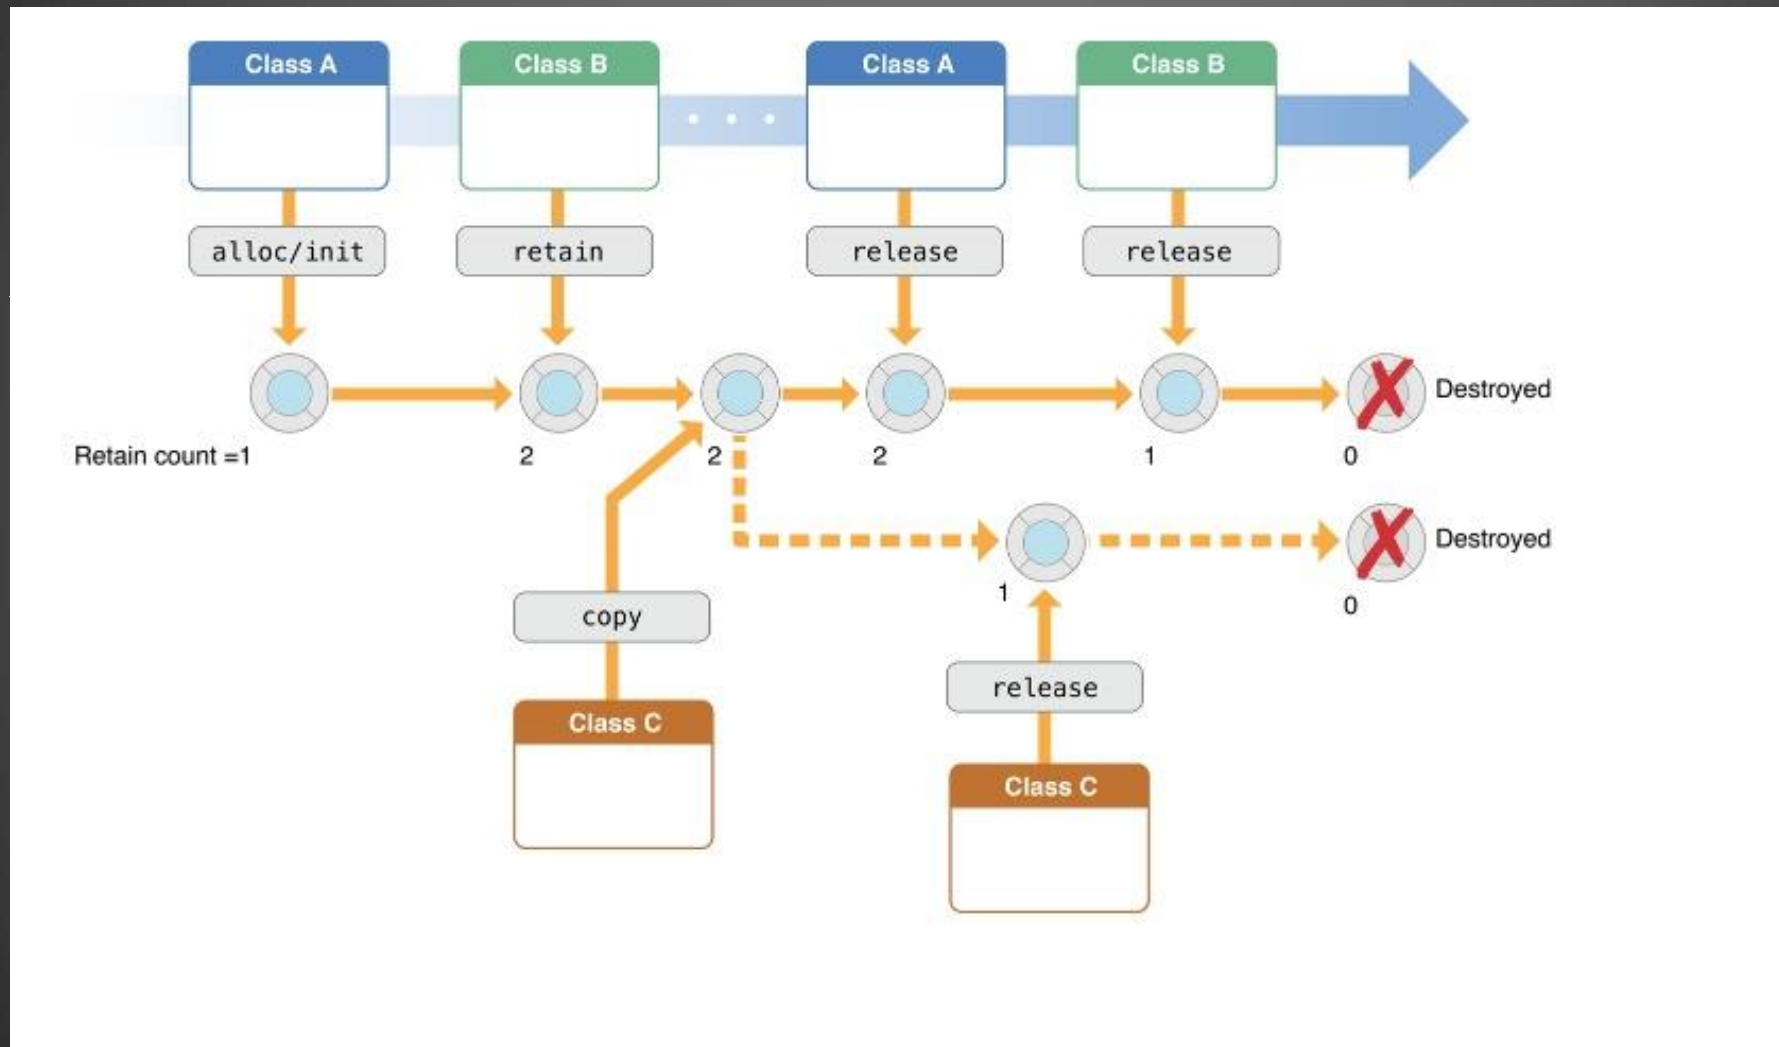 Class A
Class B
Class A
Class B
alloc/init
retain
release
release
Destroyed
Retain count =1
2
2
2
1
0
Destroyed
1
0
copy
release
Class C
Class C